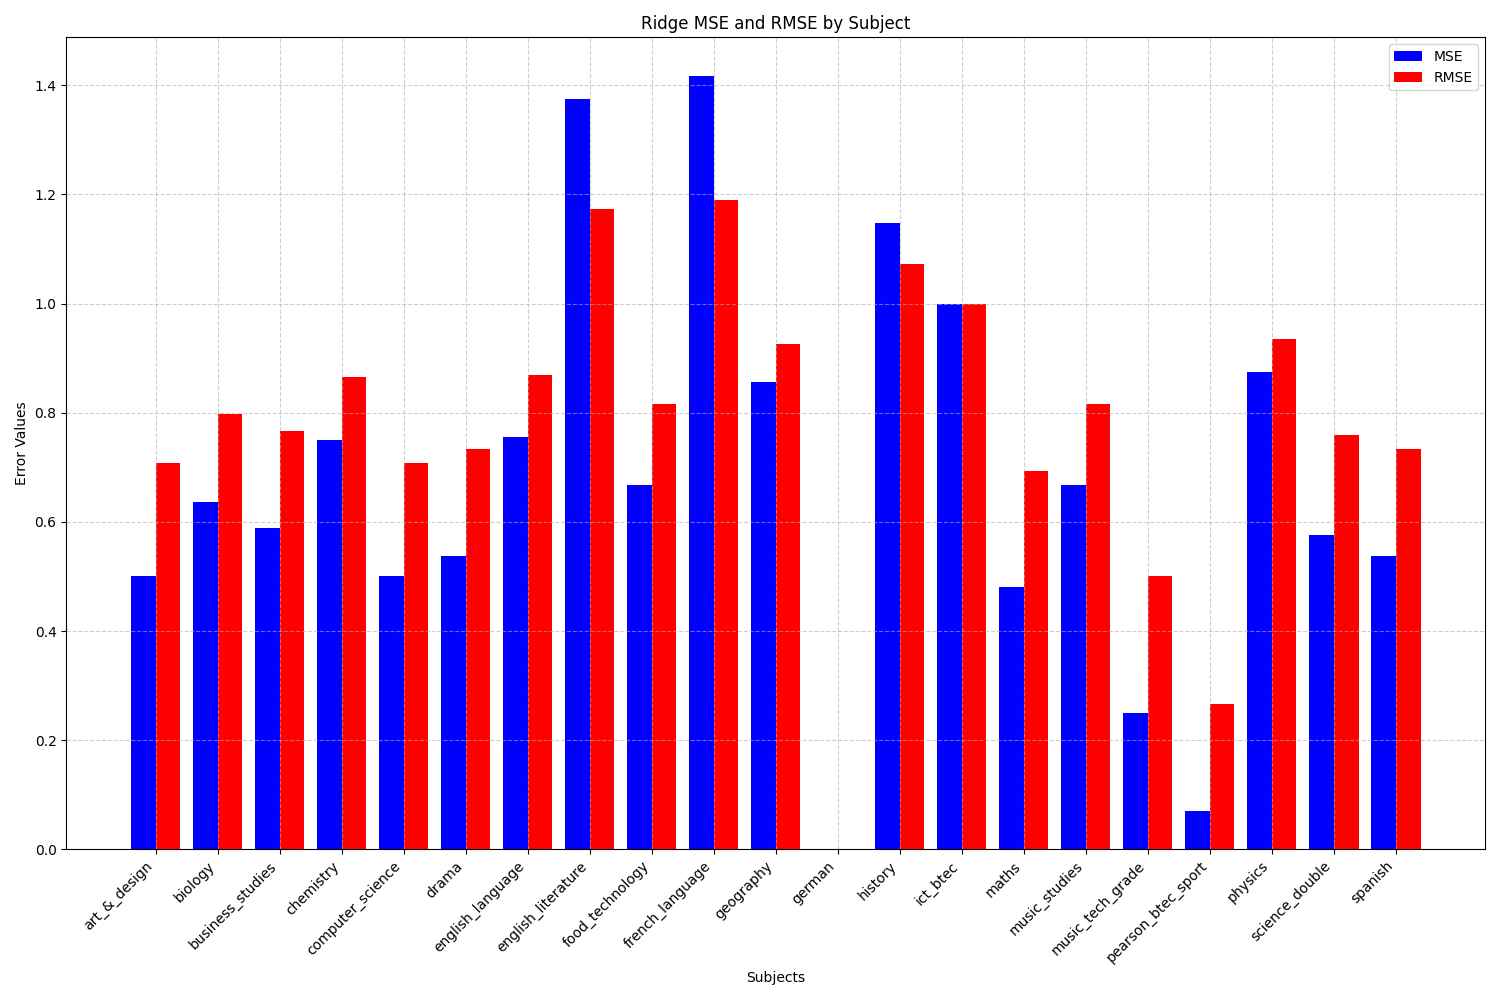 Ridge MSE and RMSE by Subject
MSE
RMSE
Error Values
1.4
1.2
1.0
0.8
0.6
0.4
0.2
0.0
art_&_design
biology
business_studies
chemistry
computer_science
drama
english_language
english_literature
food_technology
french_language
geography
german
history
ict_btec
maths
music_studies
music_tech_grade
pearson_btec_sport
physics
science_double
spanish
Subjects